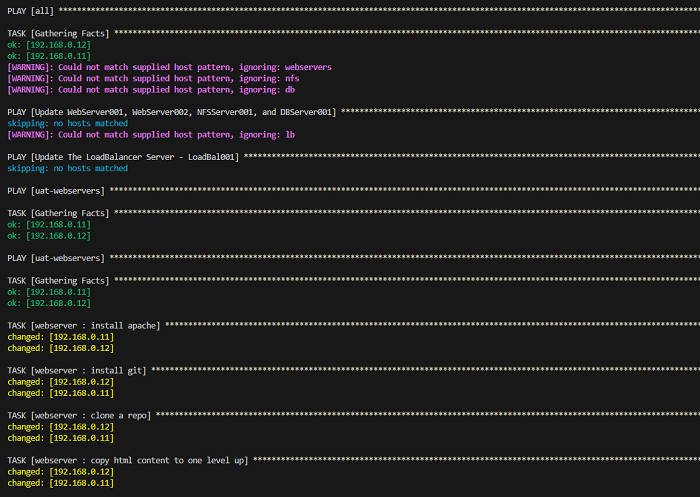 PLAY [all] **********************************************************************************************************************************
TASK [Gathering Facts] **********************************************************************************************************************
ok: [192.168.0.12]
ok: [192.168.0.11]
[WARNING]: Could not match supplied host pattern, ignoring: webservers
[WARNING]: Could not match supplied host pattern, ignoring: nfs
[WARNING]: Could not match supplied host pattern, ignoring: db
PLAY [Update WebServer001, WebServer002, NFSServer001, and DBServer001] *****************************************************************************
skipping: no hosts matched
[WARNING]: Could not match supplied host pattern, ignoring: lb
PLAY [Update The LoadBalancer Server - LoadBal001] **************************************************************************************************
skipping: no hosts matched
PLAY [uat-webservers] ***********************************************************************************************************************
TASK [Gathering Facts] **********************************************************************************************************************
ok: [192.168.0.11]
ok: [192.168.0.12]
PLAY [uat-webservers] ***********************************************************************************************************************
TASK [Gathering Facts] **********************************************************************************************************************
ok: [192.168.0.11]
ok: [192.168.0.12]
TASK [webserver : install apache] ***********************************************************************************************************
changed: [192.168.0.11]
changed: [192.168.0.12]
TASK [webserver : install git] **************************************************************************************************************
changed: [192.168.0.12]
changed: [192.168.0.11]
TASK [webserver : clone a repo] *************************************************************************************************************
changed: [192.168.0.12]
changed: [192.168.0.11]
TASK [webserver : copy html content to one level up] ****************************************************************************************
changed: [192.168.0.12]
changed: [192.168.0.11]